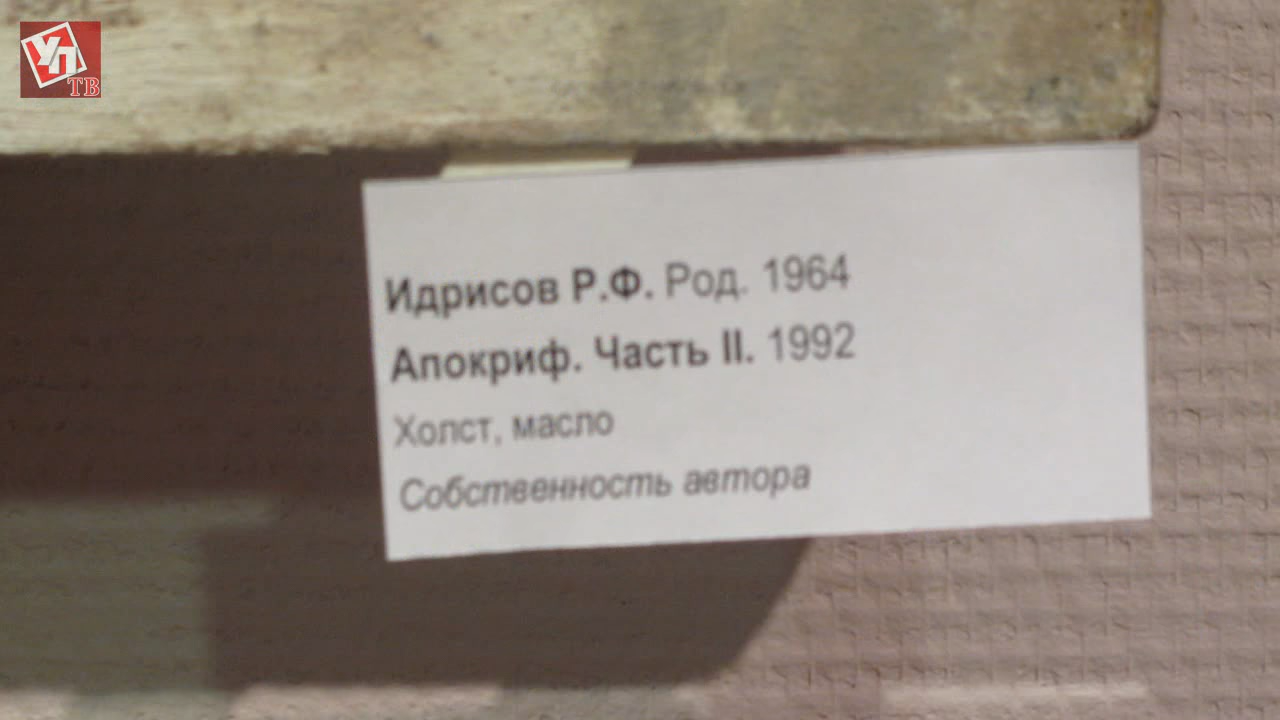 УП
ТВ
Идрисов Р.Ф. Род. 1964
Апокриф. Часть II. 1992
Холст, масло
Собственность автора